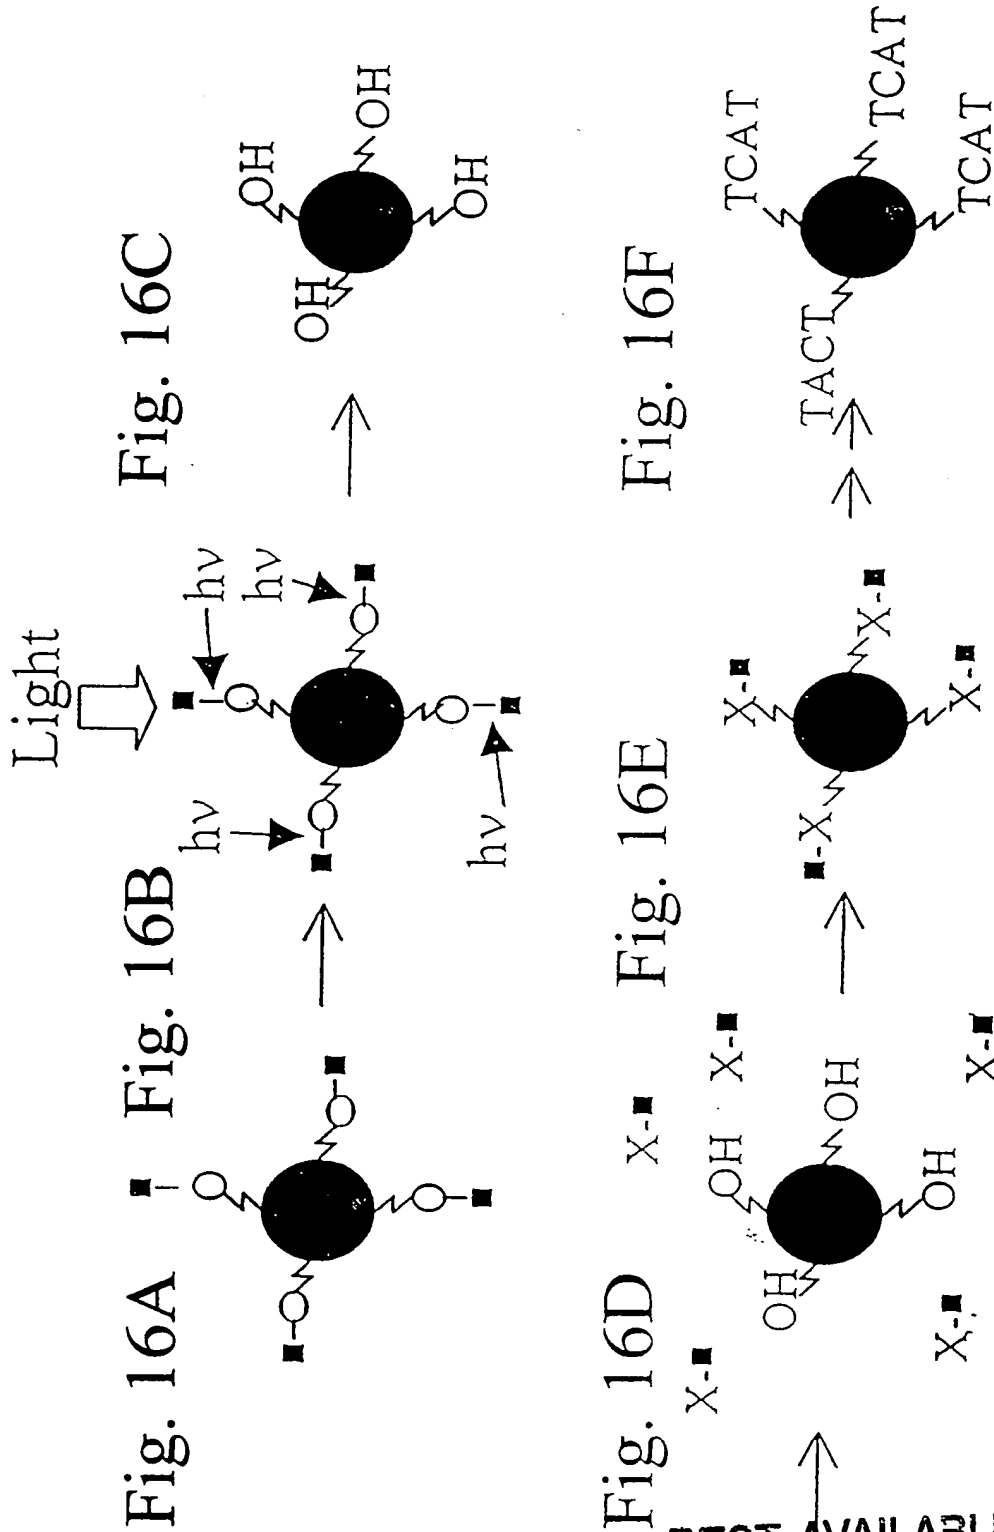 Fig. 16A
O
O
O
O
Fig. 16B
Light
hν
hν
hν
hν
O
O
O
O
Fig. 16C
OH
OH
OH
OH
Fig. 16D
X-■
X-■
X-■
X-■
X-■
OH
OH
OH
OH
Fig. 16E
X-■
■-X
X-■
X-■
Fig. 16F
TCAT
TACT
TCAT
TCAT